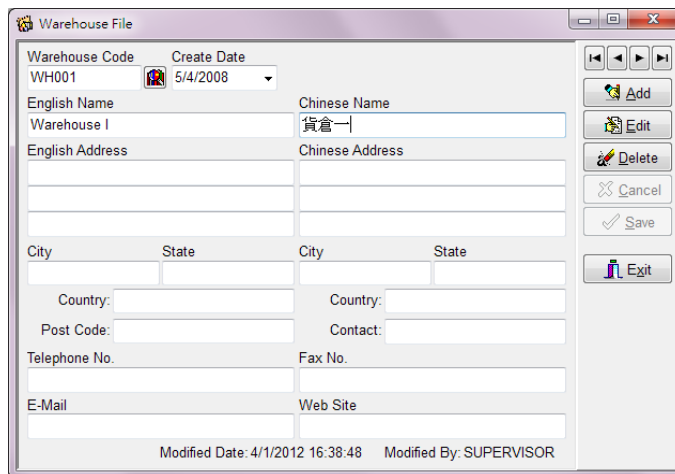 Warehouse File
Warehouse Code Create Date
WH001 5/4/2008
English Name Chinese Name
Warehouse I 貨倉一
English Address Chinese Address
City State City State
Country: Country:
Post Code: Contact:
Telephone No. Fax No.
E-Mail Web Site
Modified Date: 4/1/2012 16:38:48 Modified By: SUPERVISOR
Add
Edit
Delete
Cancel
Save
Exit